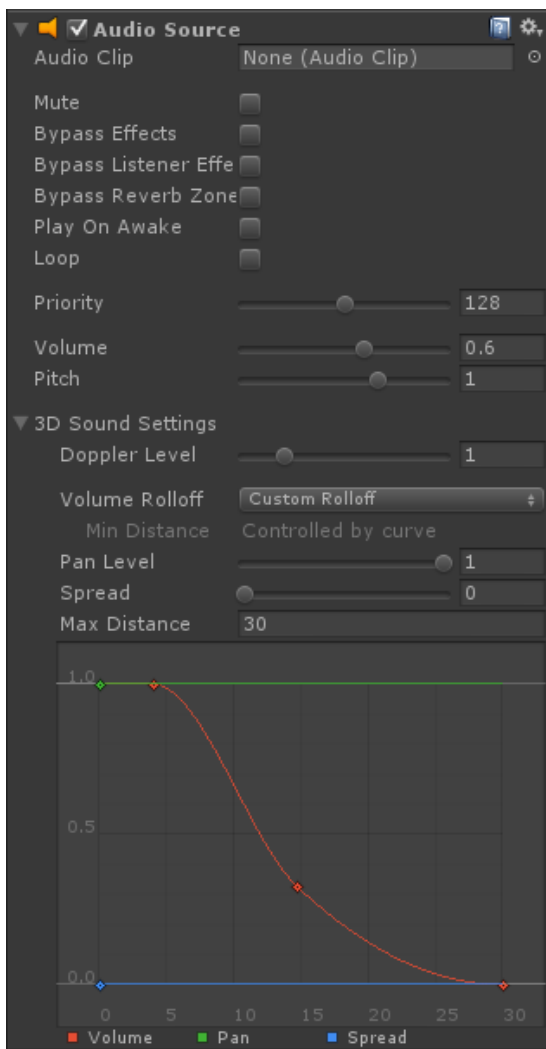 Audio Source
Audio Clip None (Audio Clip)
Mute
Bypass Effects
Bypass Listener Effe
Bypass Reverb Zone
Play On Awake
Loop
Priority 128
Volume 0.6
Pitch 1
3D Sound Settings
Doppler Level 1
Volume Rolloff Custom Rolloff
Min Distance Controlled by curve
Pan Level 1
Spread 0
Max Distance 30
1.0
0.5
0.0
0 5 10 15 20 25 30
Volume Pan Spread